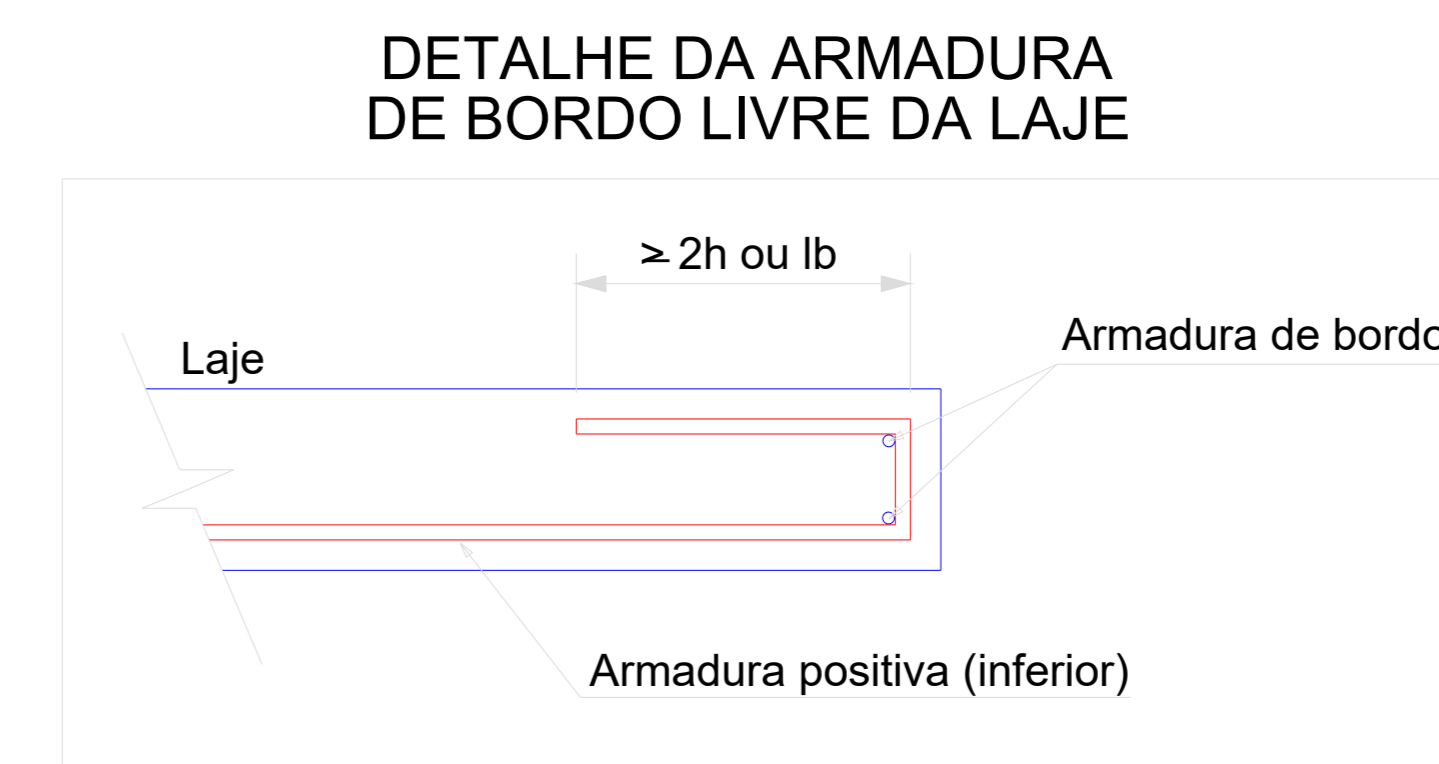 DETALHE DA ARMADURA
DE BORDO LIVRE DA LAJE
≥ 2h ou lb
Armadura de bordo
Laje
Armadura positiva (inferior)